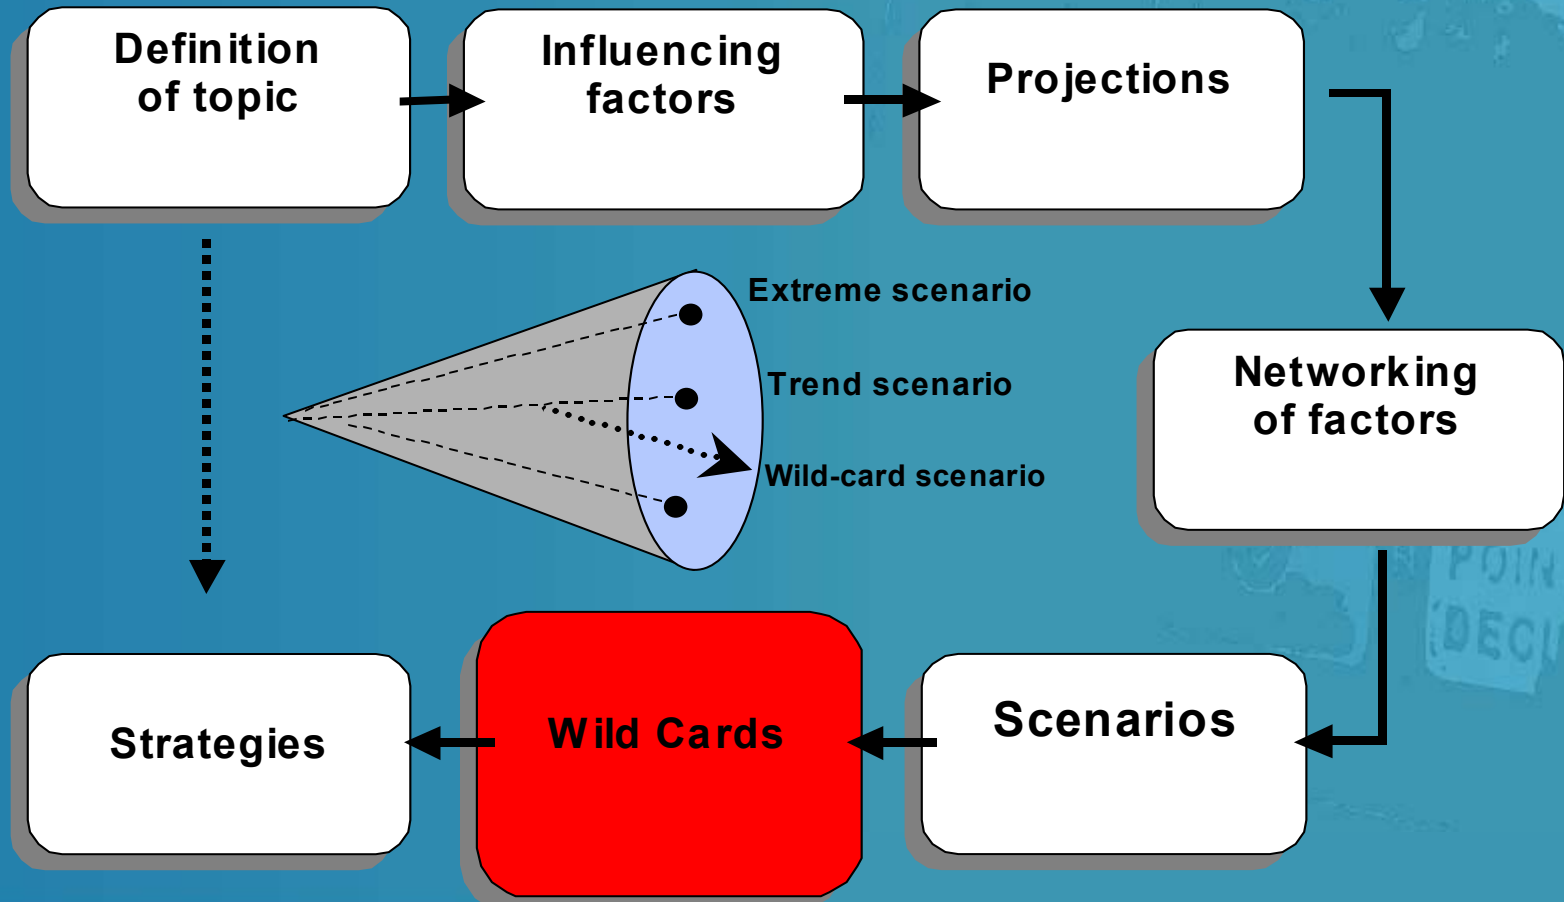 Definition
of topic
Influencing
factors
Projections
Extreme scenario
Trend scenario
Wild-card scenario
Networking
of factors
Strategies
Wild Cards
Scenarios